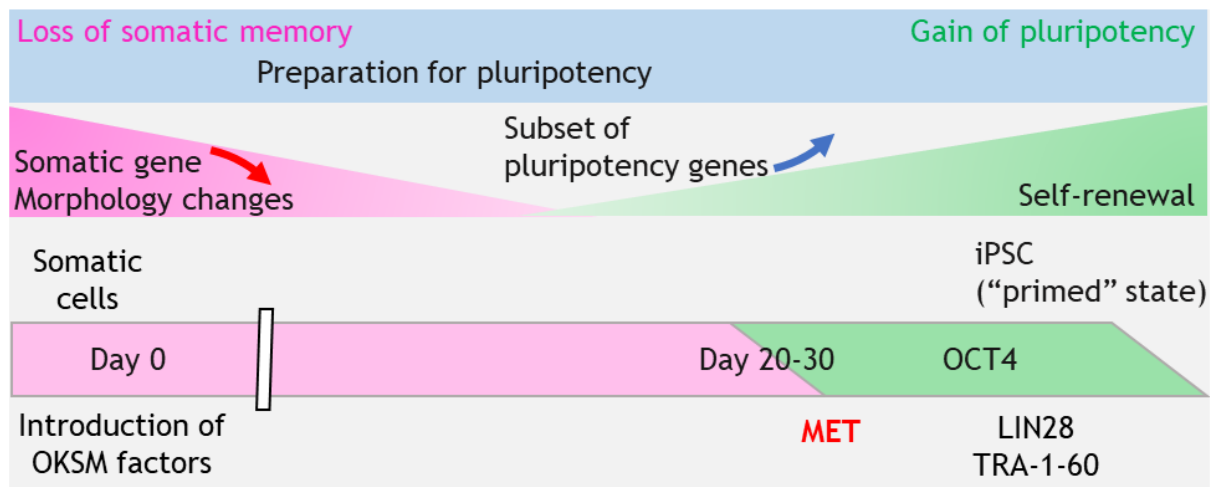 Loss of somatic memory
Gain of pluripotency
Preparation for pluripotency
Subset of
pluripotency genes
Somatic gene
Morphology changes
Self-renewal
Somatic
cells
iPSC
(“primed” state)
Day 0
Day 20-30
OCT4
Introduction of
OKSM factors
MET
LIN28
TRA-1-60